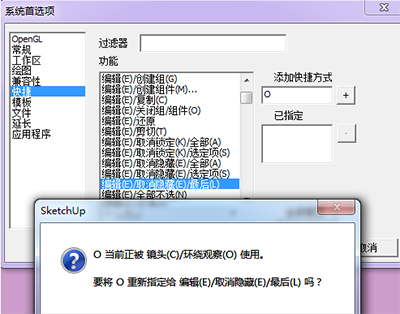 系统首选项
OpenGL
常规
工作区
绘图
兼容性
快捷
模板
文件
延长
应用程序
过滤器
功能
编辑(E)/创建组(G)
编辑(E)/创建组件(M)...
编辑(E)/复制(C)
编辑(E)/关闭组/组件(O)
编辑(E)/还原
编辑(E)/剪切(T)
编辑(E)/取消锁定(K)/全部(A)
编辑(E)/取消锁定(K)/选定项(S)
编辑(E)/取消隐藏(E)/全部(A)
编辑(E)/取消隐藏(E)/选定项(S)
编辑(E)/取消隐藏(E)/最后(L)
编辑(E)/全部不选(N)
添加快捷方式
O
+
已指定
-
取消
SketchUp
O 当前正被 镜头(C)/环绕观察(O) 使用。
要将 O 重新指定给 编辑(E)/取消隐藏(E)/最后(L) 吗？